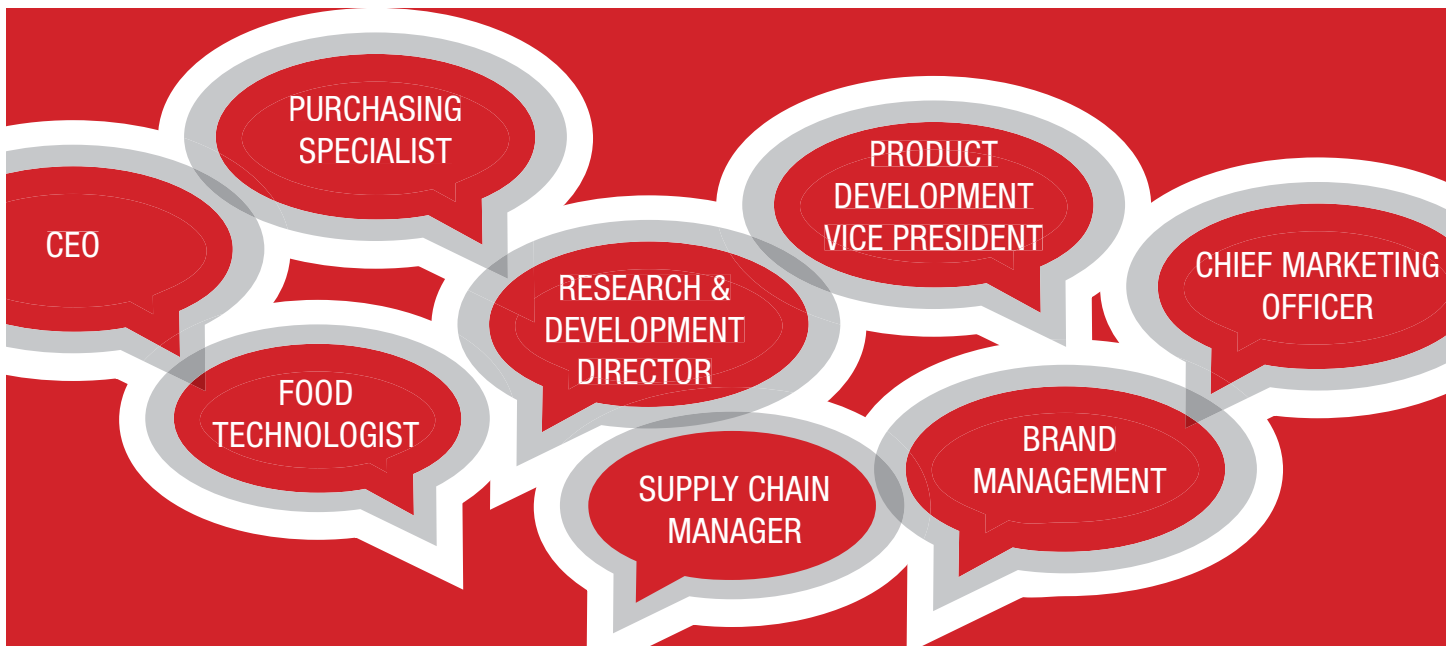 PURCHASING
SPECIALIST
CEO
PRODUCT
DEVELOPMENT
VICE PRESIDENT
CHIEF MARKETING
OFFICER
RESEARCH &
DEVELOPMENT
DIRECTOR
FOOD
TECHNOLOGIST
SUPPLY CHAIN
MANAGER
BRAND
MANAGEMENT